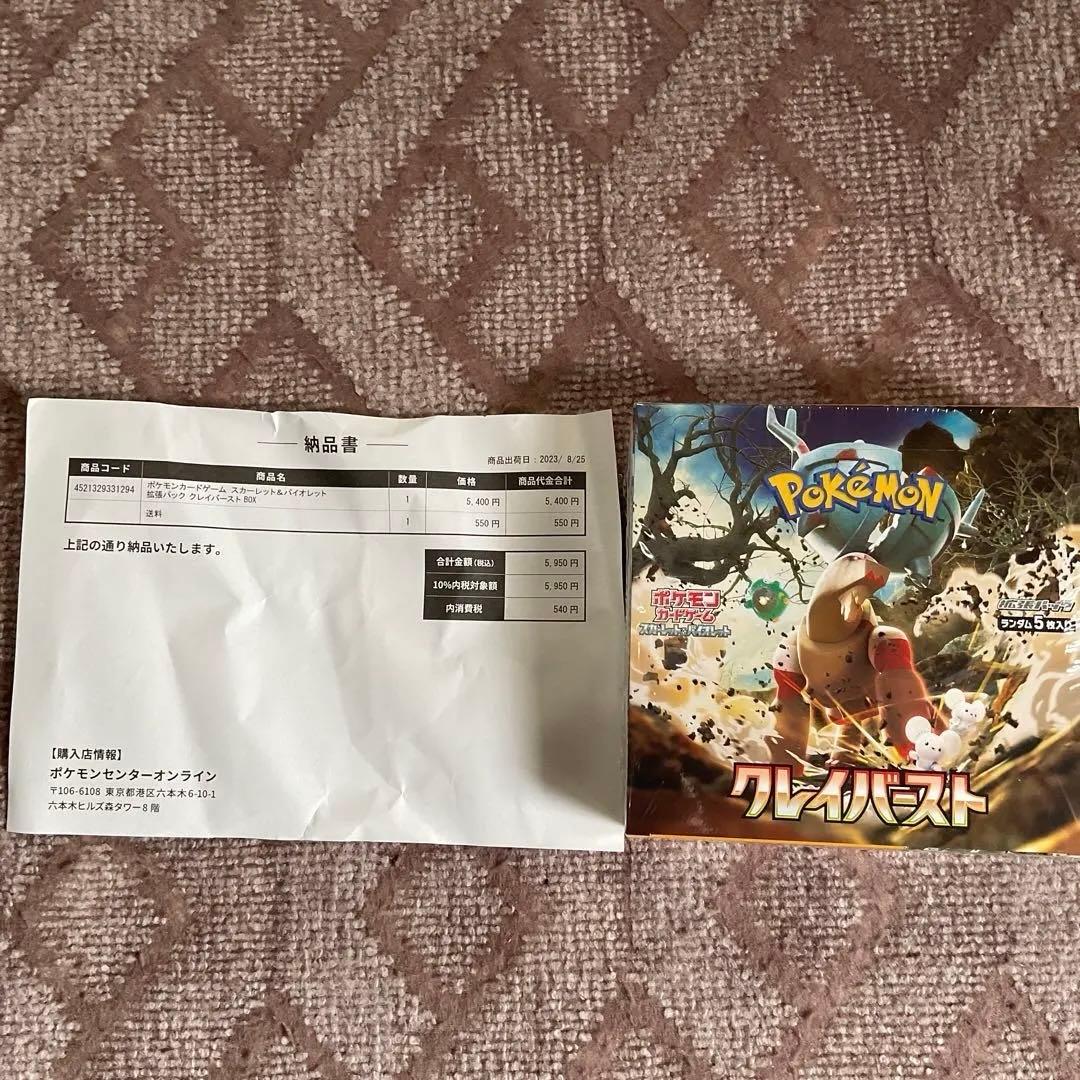 納品書
商品出荷日：2023/ 8/25
商品コード 商品名 数量 価格 商品代金合計
4521329331294 ポケモンカードゲーム スカーレット&バイオレット 1 5,400 円 5,400 円
拡張パック クレイバーストBOX
送料 1 550 円 550 円
上記の通り納品いたします。
合計金額(税込) 5,950 円
10%内税対象額 5,950 円
内消費税 540 円
【購入店情報】
ポケモンセンターオンライン
〒106-6108 東京都港区六本木6-10-1
六本木ヒルズ森タワー8 階
POKéMON
ポケモン
カードゲーム
スカーレット&バイオレット
拡張パック
ランダム5枚入り
クレイバースト